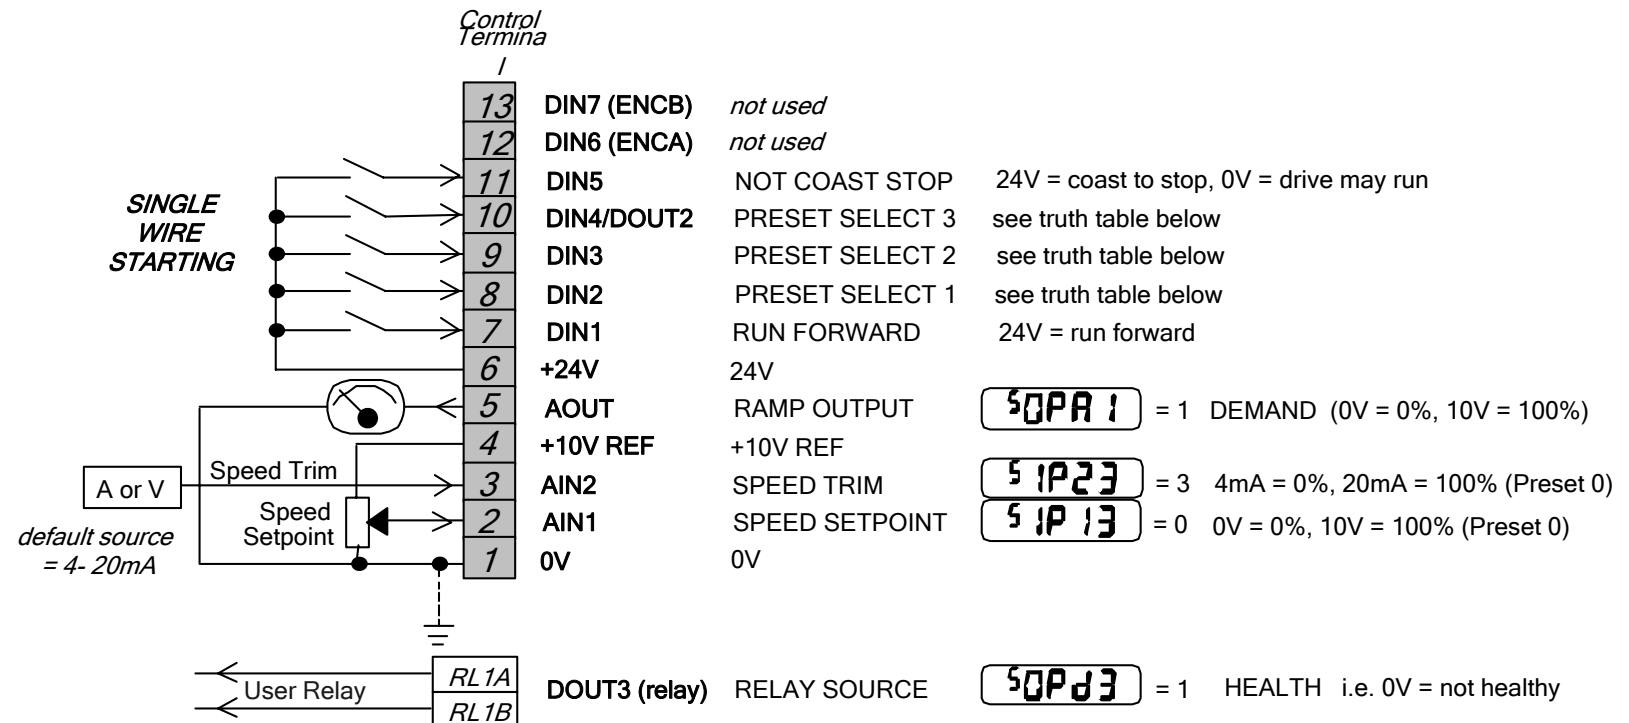 Control
Termina
l
13 DIN7 (ENCB) not used
12 DIN6 (ENCA) not used
11 DIN5 NOT COAST STOP 24V = coast to stop, 0V = drive may run
SINGLE
WIRE
STARTING
10 DIN4/DOUT2 PRESET SELECT 3 see truth table below
9 DIN3 PRESET SELECT 2 see truth table below
8 DIN2 PRESET SELECT 1 see truth table below
7 DIN1 RUN FORWARD 24V = run forward
6 +24V 24V
5 AOUT RAMP OUTPUT SOPA1 = 1 DEMAND (0V = 0%, 10V = 100%)
4 +10V REF +10V REF
A or V Speed Trim 3 AIN2 SPEED TRIM SIP23 = 3 4mA = 0%, 20mA = 100% (Preset 0)
default source
= 4- 20mA
Speed
Setpoint
2 AIN1 SPEED SETPOINT SIP13 = 0 0V = 0%, 10V = 100% (Preset 0)
1 0V 0V
User Relay
RL1A
RL1B
DOUT3 (relay) RELAY SOURCE SOPd3 = 1 HEALTH i.e. 0V = not healthy